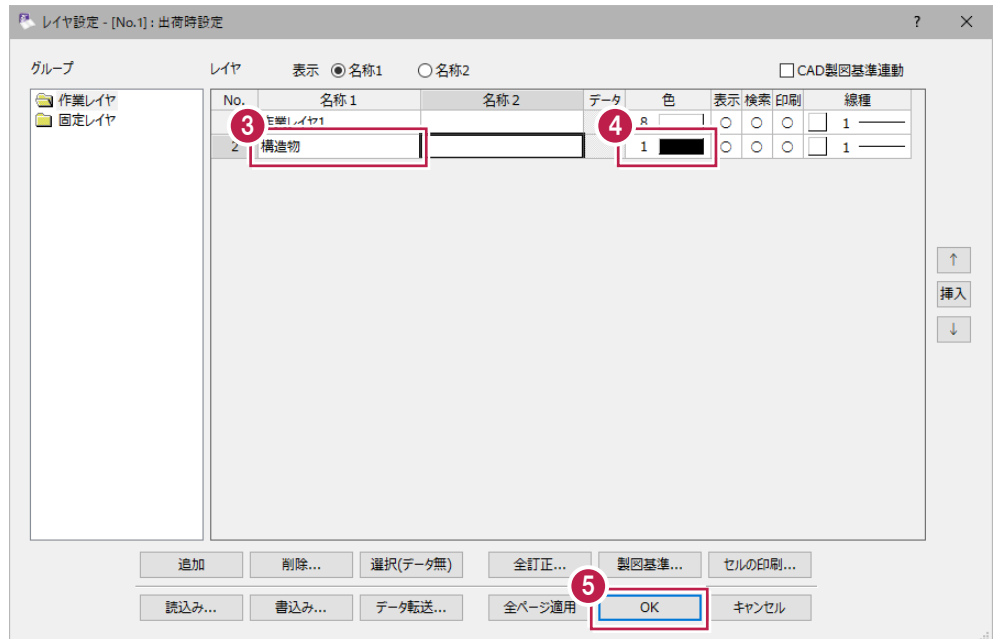 レイヤ設定 - [No.1] : 出荷時設定 ? ×
グループ レイヤ 表示 名称1 名称2 CAD製図基準連動
作業レイヤ
固定レイヤ
No. 名称 1 名称 2 データ 色 表示 検索 印刷 線種
作業レイヤ1 8 ○ ○ ○ 1
2 構造物 1 ○ ○ ○ 1
3
4
↑
挿入
↓
追加 削除... 選択(データ無) 全訂正... 製図基準... セルの印刷...
5
読込み... 書込み... データ転送... 全ページ適用 OK キャンセル